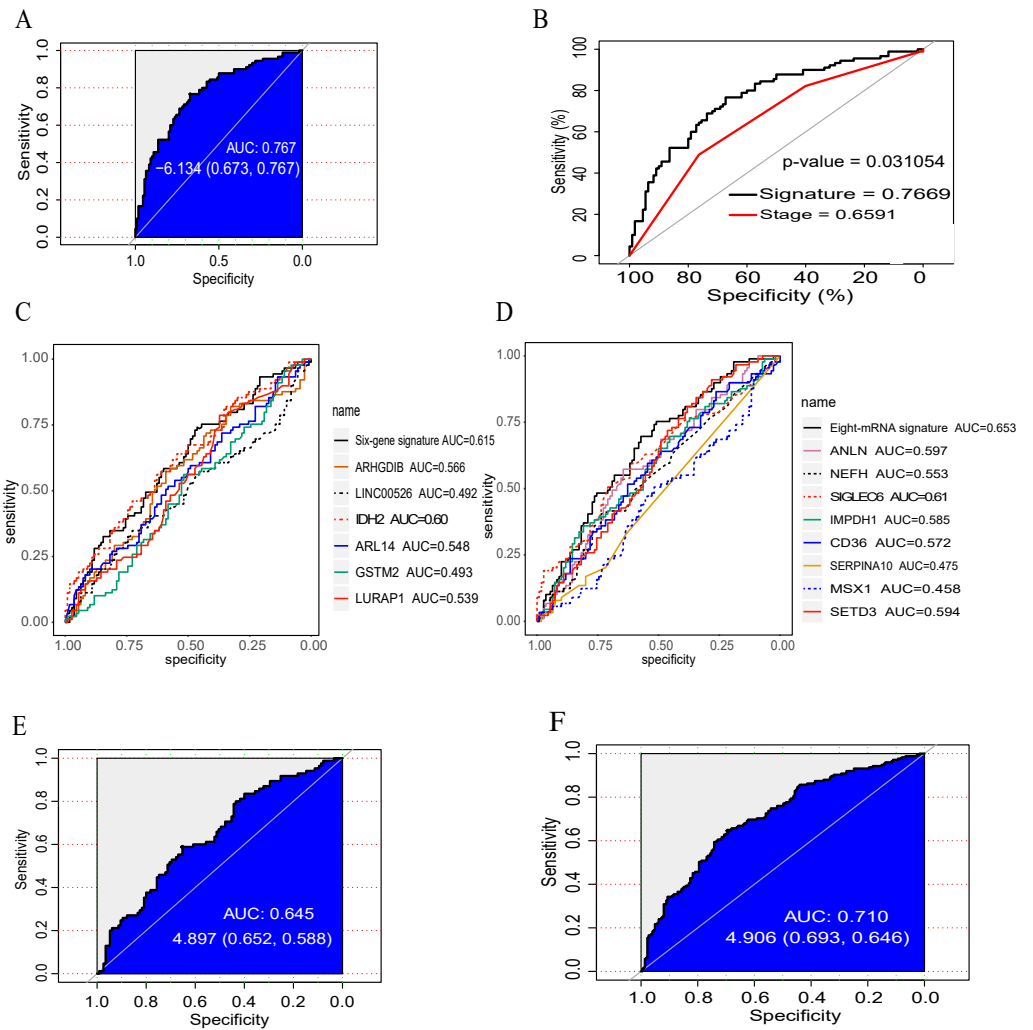 A
Sensitivity
0.0 0.2 0.4 0.6 0.8 1.0
AUC: 0.767
−6.134 (0.673, 0.767)
1.0 0.5 0.0
Specificity
B
Sensitivity (%)
0 20 40 60 80 100
p-value = 0.031054
Signature = 0.7669
Stage = 0.6591
100 80 60 40 20 0
Specificity (%)
C
sensitivity
1.00
0.75
0.50
0.25
0.00
1.00 0.75 0.50 0.25 0.00
specificity
name
Six-gene signature AUC=0.615
ARHGDIB AUC=0.566
LINC00526 AUC=0.492
IDH2 AUC=0.60
ARL14 AUC=0.548
GSTM2 AUC=0.493
LURAP1 AUC=0.539
D
sensitivity
1.00
0.75
0.50
0.25
0.00
1.00 0.75 0.50 0.25 0.00
specificity
name
Eight-mRNA signature AUC=0.653
ANLN AUC=0.597
NEFH AUC=0.553
SIGLEC6 AUC=0.61
IMPDH1 AUC=0.585
CD36 AUC=0.572
SERPINA10 AUC=0.475
MSX1 AUC=0.458
SETD3 AUC=0.594
E
Sensitivity
0.0 0.2 0.4 0.6 0.8 1.0
AUC: 0.645
4.897 (0.652, 0.588)
1.0 0.8 0.6 0.4 0.2 0.0
Specificity
F
Sensitivity
0.0 0.2 0.4 0.6 0.8 1.0
AUC: 0.710
4.906 (0.693, 0.646)
1.0 0.8 0.6 0.4 0.2 0.0
Specificity